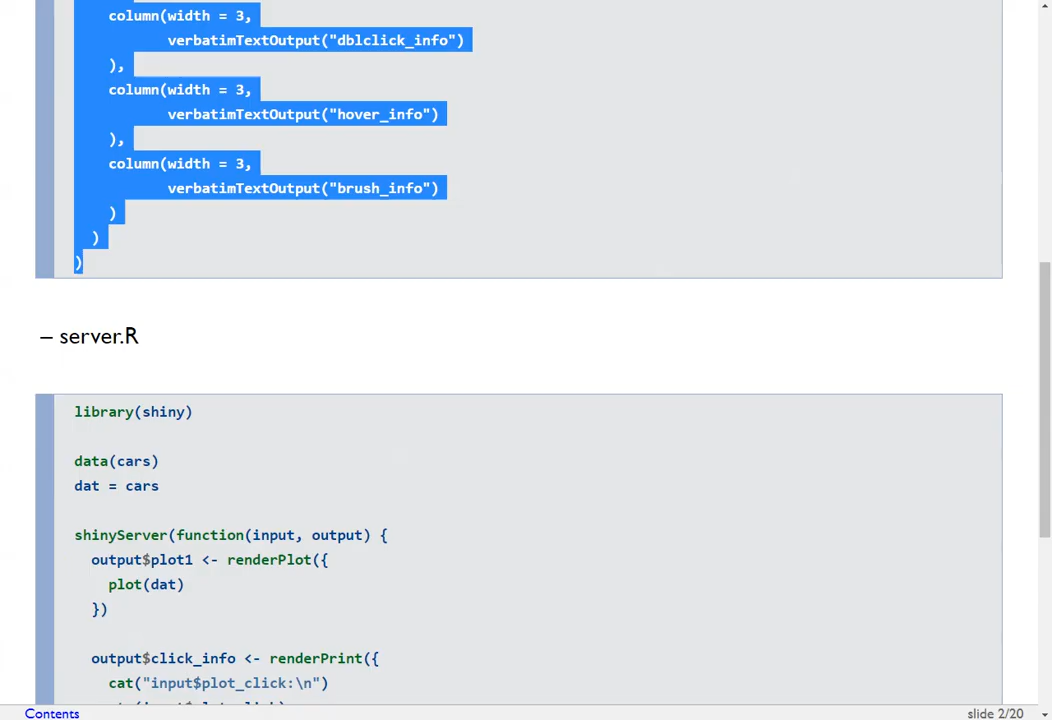 column(width = 3,
verbatimTextOutput("dblclick_info")
),
column(width = 3,
verbatimTextOutput("hover_info")
),
column(width = 3,
verbatimTextOutput("brush_info")
)
)
)
– server.R
library(shiny)
data(cars)
dat = cars
shinyServer(function(input, output) {
output$plot1 <- renderPlot({
plot(dat)
})
output$click_info <- renderPrint({
cat("input$plot_click:\n")
Contents
slide 2/20